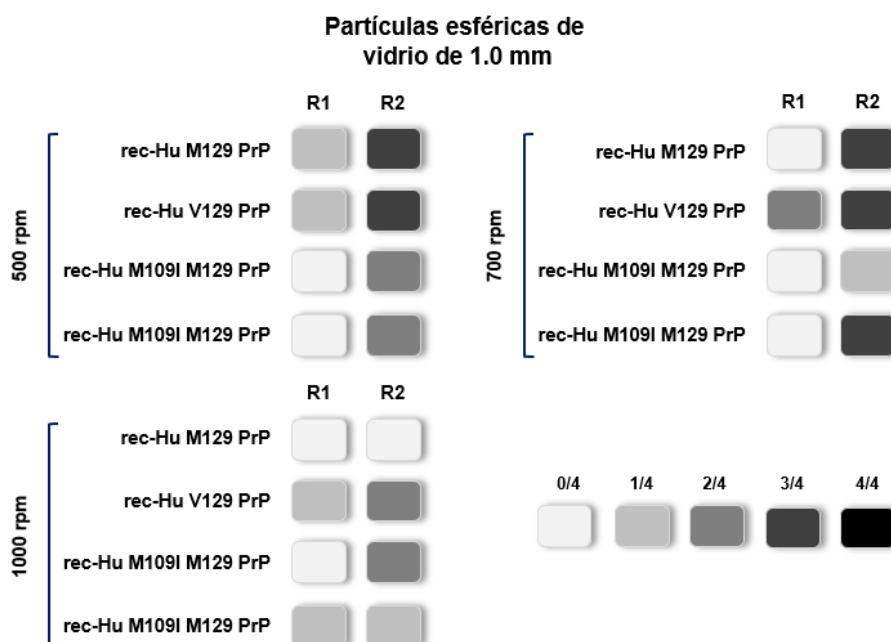 Partículas esféricas de
vidrio de 1.0 mm
R1 R2
500 rpm
rec-Hu M129 PrP
rec-Hu V129 PrP
rec-Hu M109I M129 PrP
rec-Hu M109I M129 PrP
R1 R2
700 rpm
rec-Hu M129 PrP
rec-Hu V129 PrP
rec-Hu M109I M129 PrP
rec-Hu M109I M129 PrP
R1 R2
1000 rpm
rec-Hu M129 PrP
rec-Hu V129 PrP
rec-Hu M109I M129 PrP
rec-Hu M109I M129 PrP
0/4 1/4 2/4 3/4 4/4